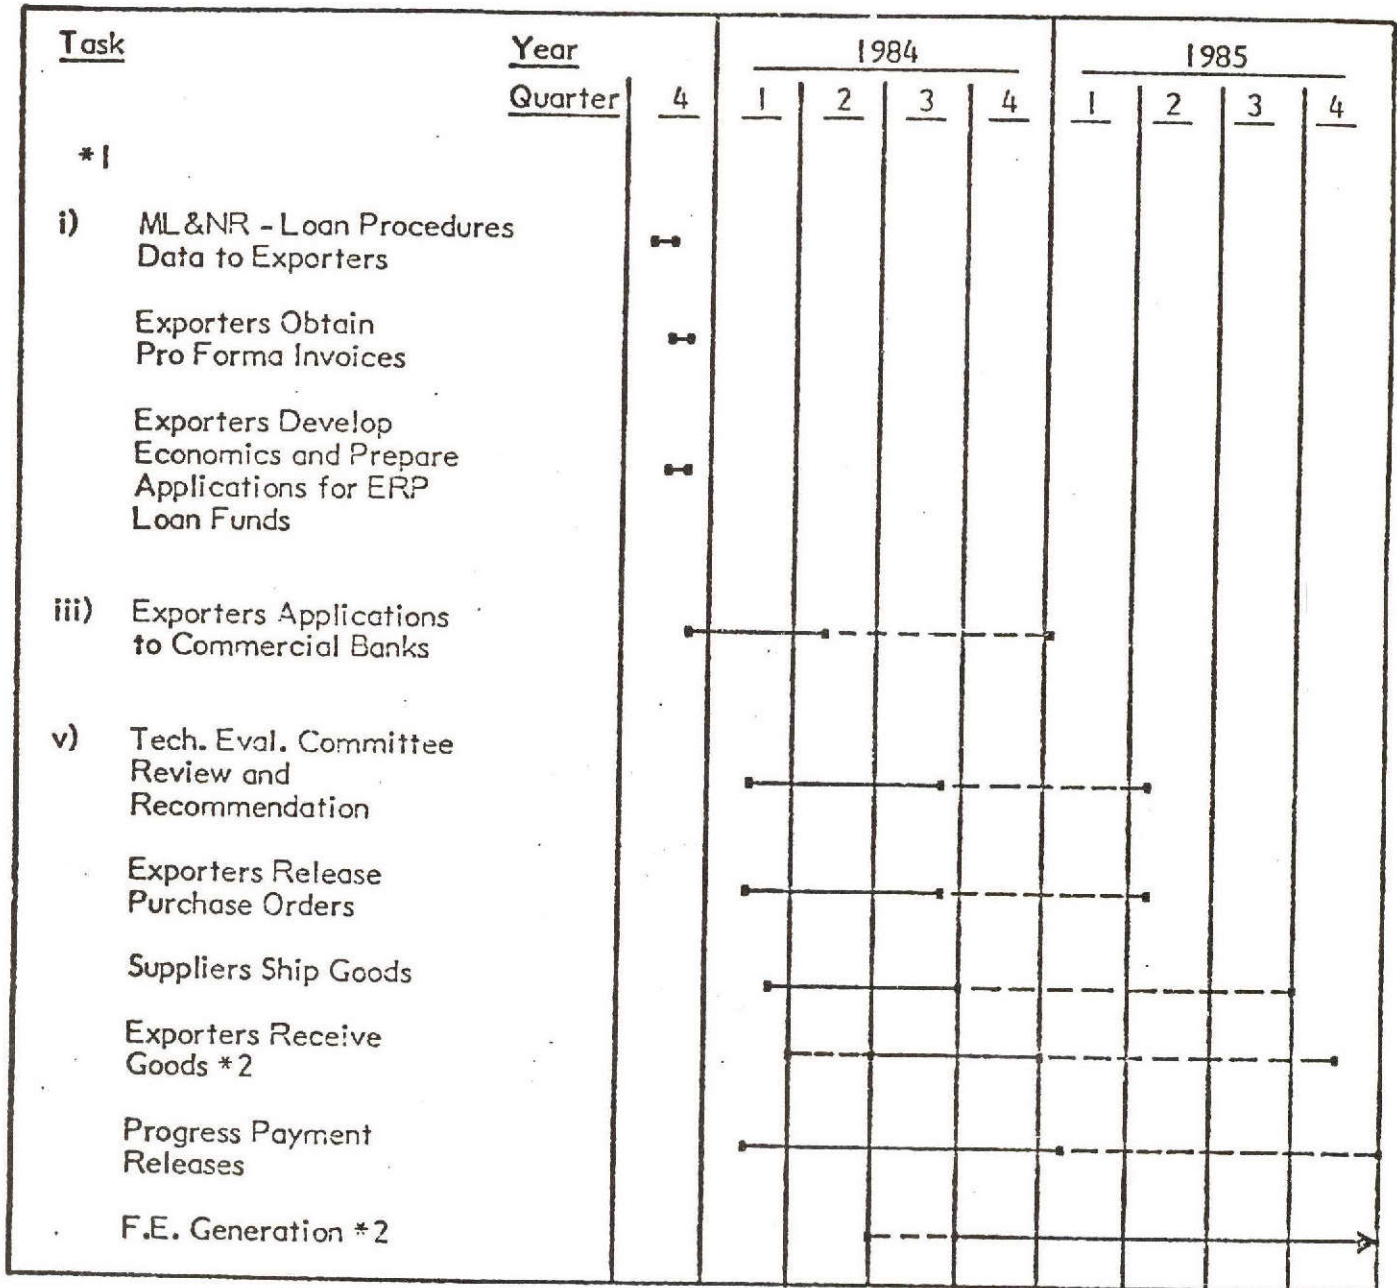 Task Year 1984 1985
Quarter 4 1 2 3 4 1 2 3 4
*1
i) ML&NR - Loan Procedures
Data to Exporters
Exporters Obtain
Pro Forma Invoices
Exporters Develop
Economics and Prepare
Applications for ERP
Loan Funds
iii) Exporters Applications
to Commercial Banks
v) Tech. Eval. Committee
Review and
Recommendation
Exporters Release
Purchase Orders
Suppliers Ship Goods
Exporters Receive
Goods *2
Progress Payment
Releases
F.E. Generation *2